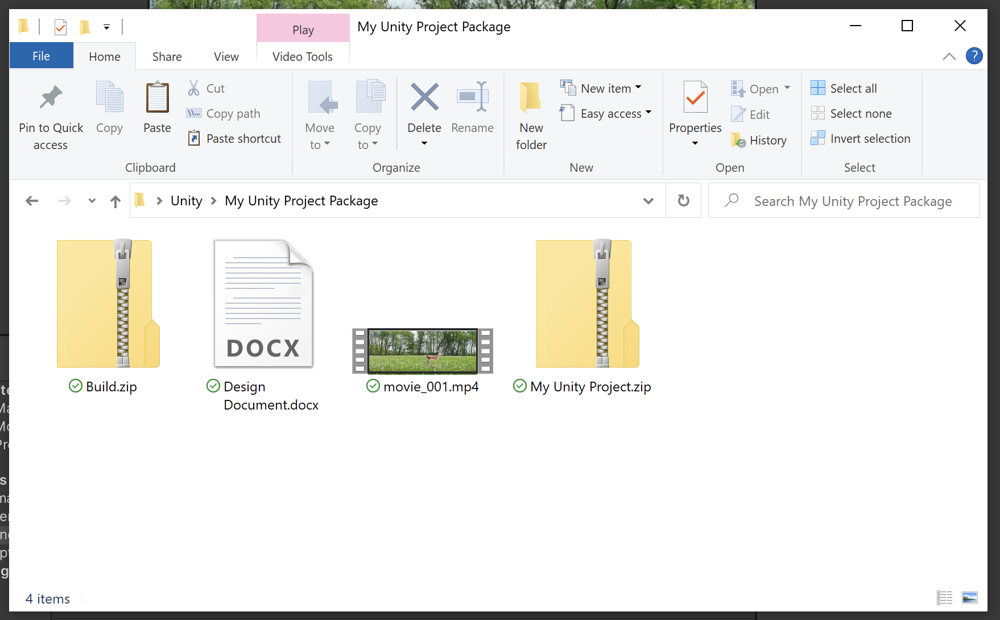 Play
My Unity Project Package
File
Home
Share
View
Video Tools
?
Pin to Quick
access
Copy
Paste
Cut
\\...
Copy path
Paste shortcut
Clipboard
Move
to
Copy
to
Delete
Rename
Organize
New
folder
New item
Easy access
New
Properties
Open
Edit
History
Open
Select all
Select none
Invert selection
Select
Unity
My Unity Project Package
Search My Unity Project Package
DOCX
Build.zip
Design
Document.docx
movie_001.mp4
My Unity Project.zip
4 items